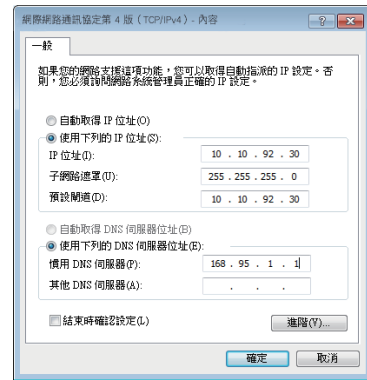 網際網路通訊協定第 4 版 (TCP/IPv4) - 內容
一般
如果您的網路支援這項功能，您可以取得自動指派的 IP 設定。否
則，您必須詢問網路系統管理員正確的 IP 設定。
自動取得 IP 位址(O)
使用下列的 IP 位址(S):
IP 位址(I): 10 . 10 . 92 . 30
子網路遮罩(U): 255 . 255 . 255 . 0
預設閘道(D): 10 . 10 . 92 . 30
自動取得 DNS 伺服器位址(B)
使用下列的 DNS 伺服器位址(E):
慣用 DNS 伺服器(P): 168 . 95 . 1 . 1
其他 DNS 伺服器(A): . . .
結束時確認設定(L)
進階(V)...
確定 取消